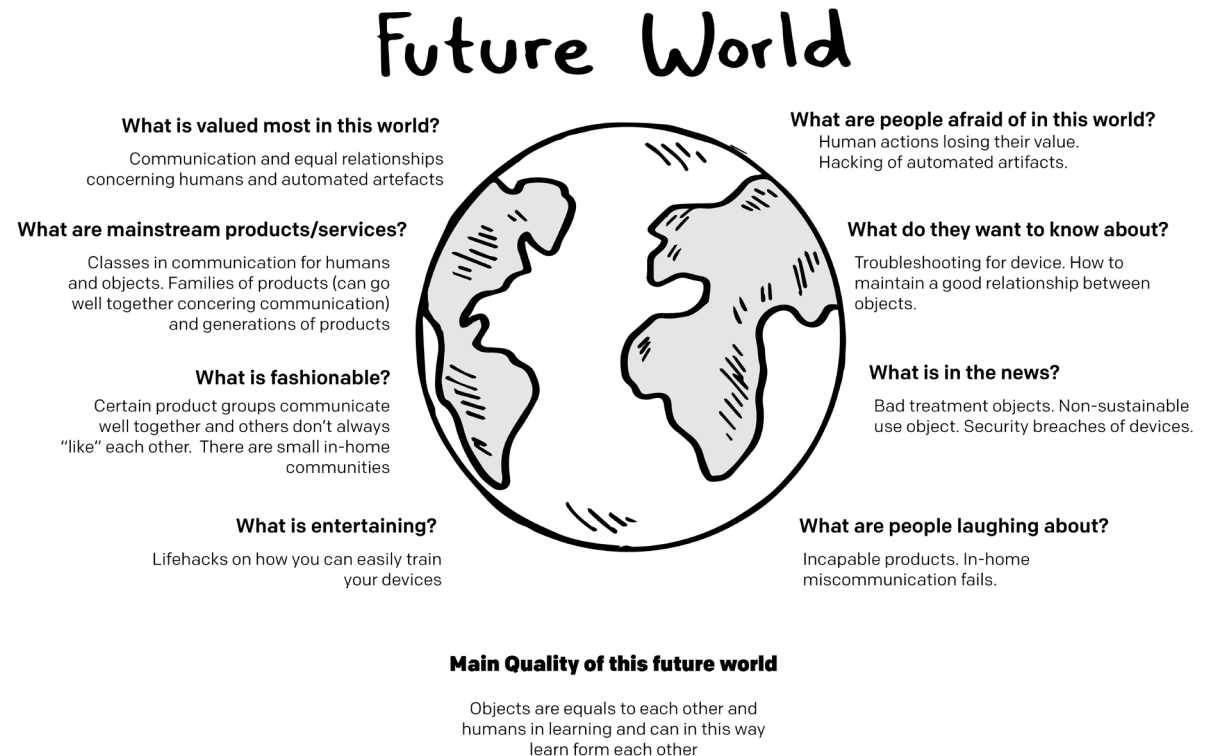 Future World
What is valued most in this world?
Communication and equal relationships
concerning humans and automated artefacts
What are mainstream products/services?
Classes in communication for humans
and objects. Families of products (can go
well together concering communication)
and generations of products
What is fashionable?
Certain product groups communicate
well together and others don’t always
“like” each other.  There are small in-home
communities
What is entertaining?
Lifehacks on how you can easily train
your devices
What are people afraid of in this world?
Human actions losing their value.
Hacking of automated artifacts.
What do they want to know about?
Troubleshooting for device. How to
maintain a good relationship between
objects.
What is in the news?
Bad treatment objects. Non-sustainable
use object. Security breaches of devices.
What are people laughing about?
Incapable products. In-home
miscommunication fails.
Main Quality of this future world
Objects are equals to each other and
humans in learning and can in this way
learn form each other